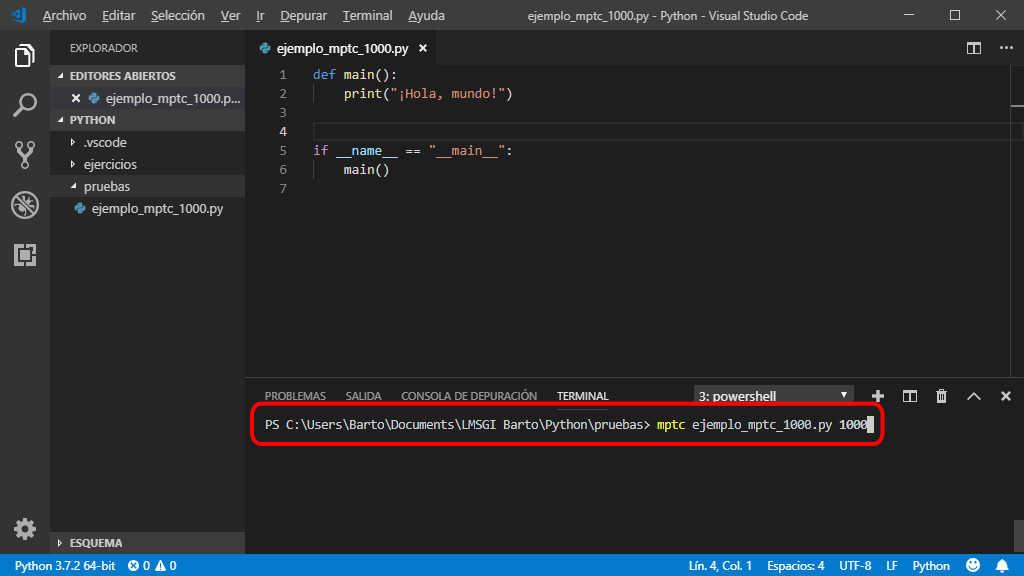 Archivo Editar Selección Ver Ir Depurar Terminal Ayuda ejemplo_mptc_1000.py - Python - Visual Studio Code
EXPLORADOR
EDITORES ABIERTOS
ejemplo_mptc_1000.p...
PYTHON
.vscode
ejercicios
pruebas
ejemplo_mptc_1000.py
ESQUEMA
ejemplo_mptc_1000.py
1 def main():
2 print("¡Hola, mundo!")
3
4
5 if __name__ == "__main__":
6 main()
7
PROBLEMAS SALIDA CONSOLA DE DEPURACIÓN TERMINAL 3: powershell
PS C:\Users\Barto\Documents\LMSGI Barto\Python\pruebas> mptc ejemplo_mptc_1000.py 1000
Python 3.7.2 64-bit 0 0 Lín. 4, Col. 1 Espacios: 4 UTF-8 LF Python